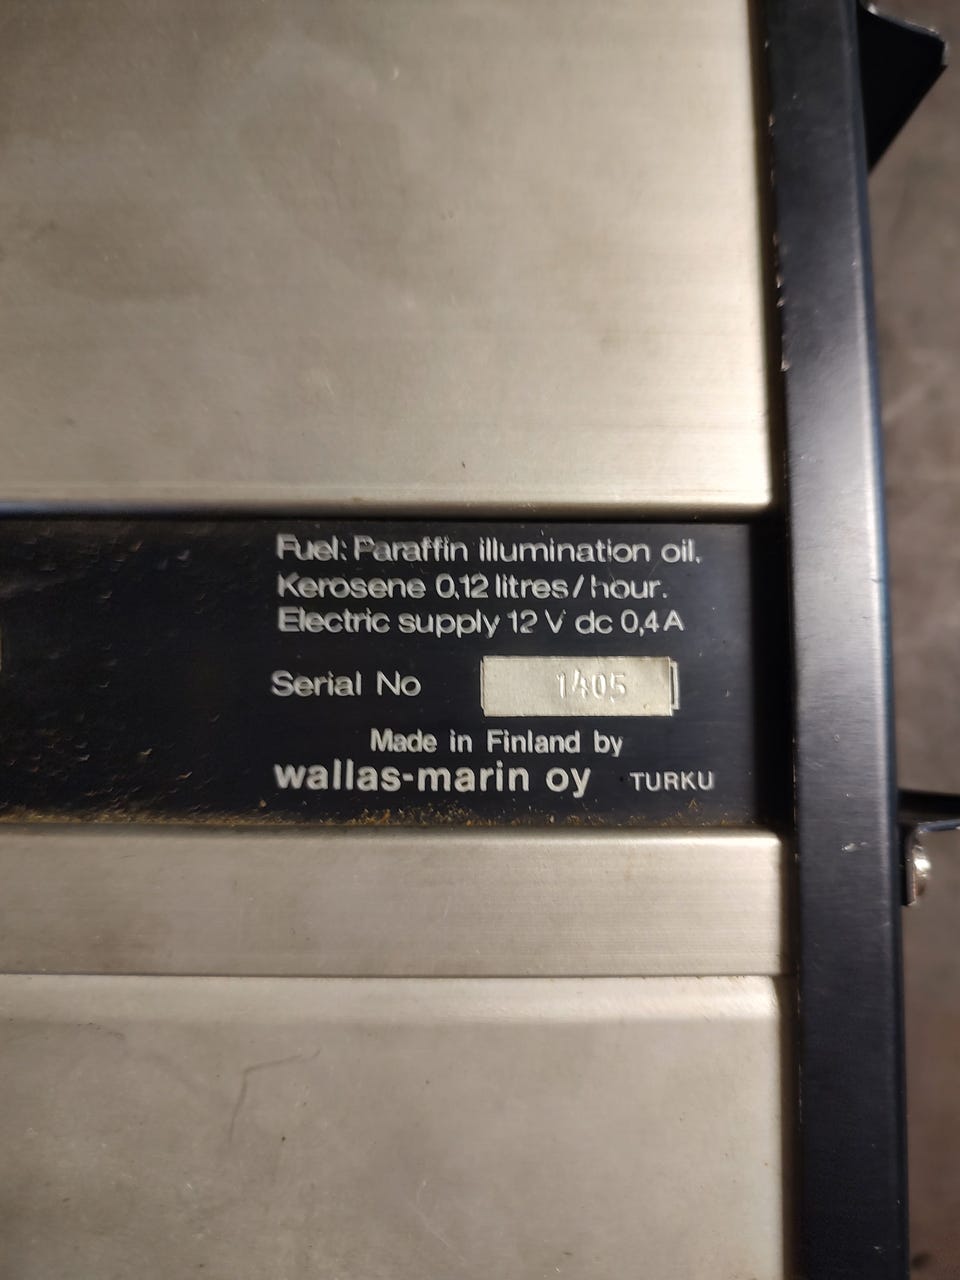 Fuel: Paraffin illumination oil.
Kerosene 0,12 litres/hour.
Electric supply 12 V dc 0,4 A
Serial No 1405
Made in Finland by
wallas-marin oy TURKU